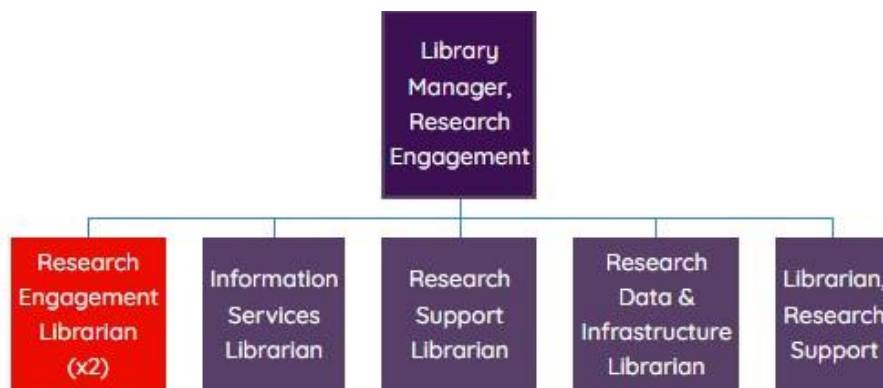 Library
Manager,
Research
Engagement
Research
Engagement
Librarian
(x2)
Information
Services
Librarian
Research
Support
Librarian
Research
Data &
Infrastructure
Librarian
Librarian,
Research
Support